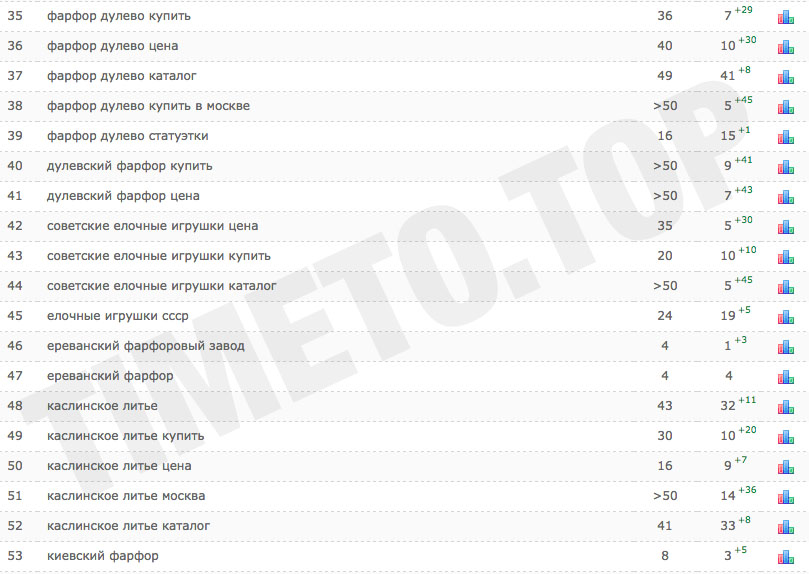 35 фарфор дулево купить 36 7 +29
36 фарфор дулево цена 40 10 +30
37 фарфор дулево каталог 49 41 +8
38 фарфор дулево купить в москве >50 5 +45
39 фарфор дулево статуэтки 16 15 +1
40 дулевский фарфор купить >50 9 +41
41 дулевский фарфор цена >50 7 +43
42 советские елочные игрушки цена 35 5 +30
43 советские елочные игрушки купить 20 10 +10
44 советские елочные игрушки каталог >50 5 +45
45 елочные игрушки ссср 24 19 +5
46 ереванский фарфоровый завод 4 1 +3
47 ереванский фарфор 4 4
48 каслинское литье 43 32 +11
49 каслинское литье купить 30 10 +20
50 каслинское литье цена 16 9 +7
51 каслинское литье москва >50 14 +36
52 каслинское литье каталог 41 33 +8
53 киевский фарфор 8 3 +5
TIMETO.TOP